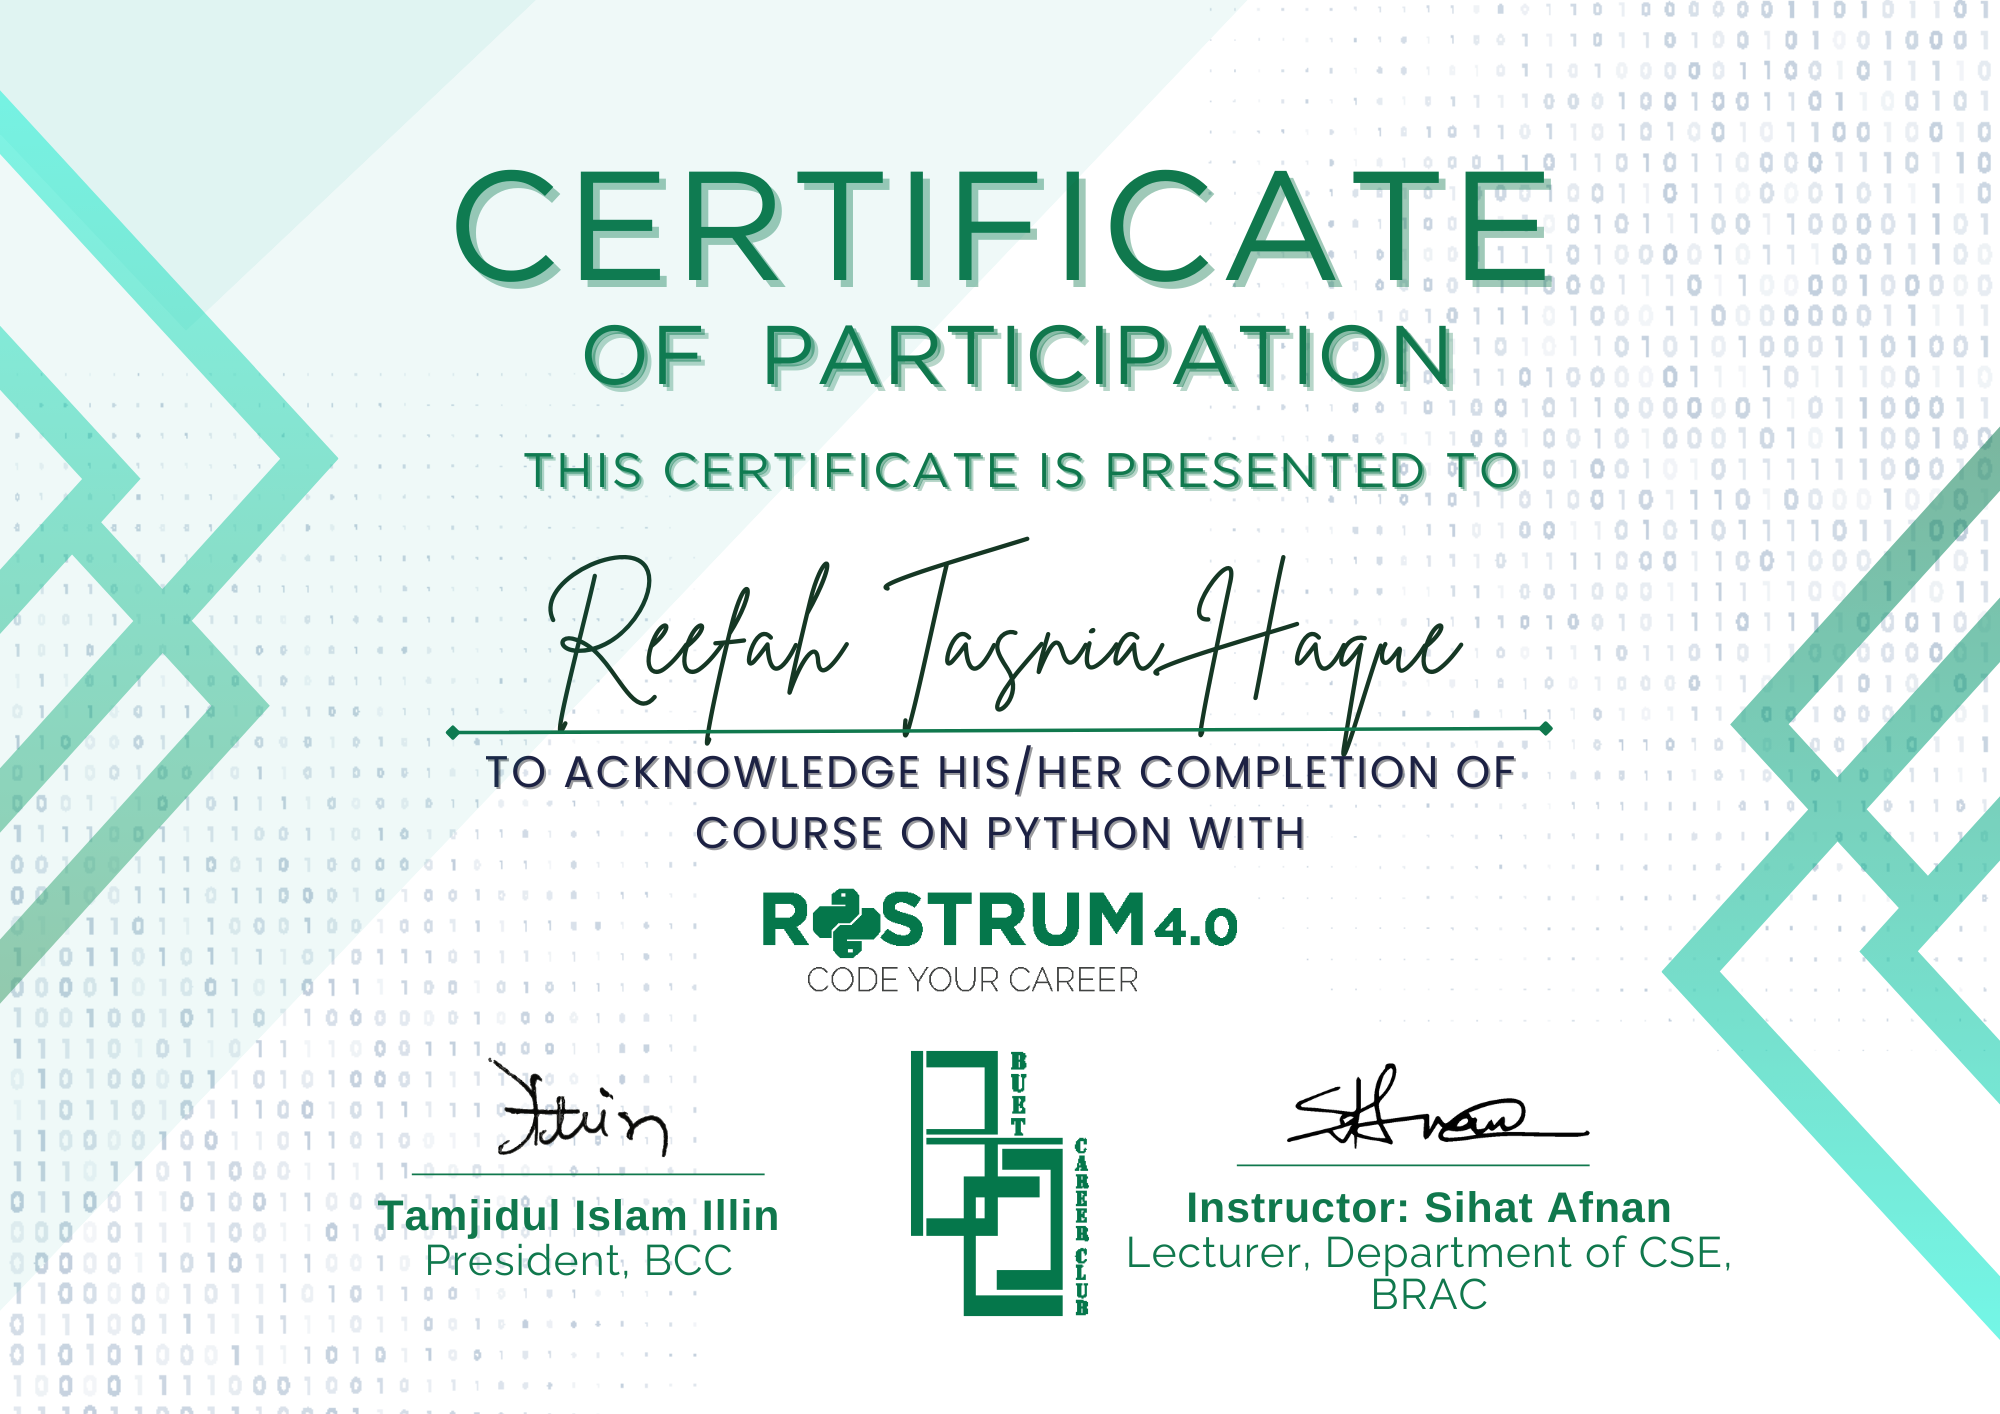 CERTIFICATE
OF PARTICIPATION
THIS CERTIFICATE IS PRESENTED TO
Reefah Tasnia Haque
TO ACKNOWLEDGE HIS/HER COMPLETION OF
COURSE ON PYTHON WITH
ROSTRUM 4.0
CODE YOUR CAREER
BUET
CAREER CLUB
Tamjidul Islam Illin
President, BCC
Instructor: Sihat Afnan
Lecturer, Department of CSE,
BRAC